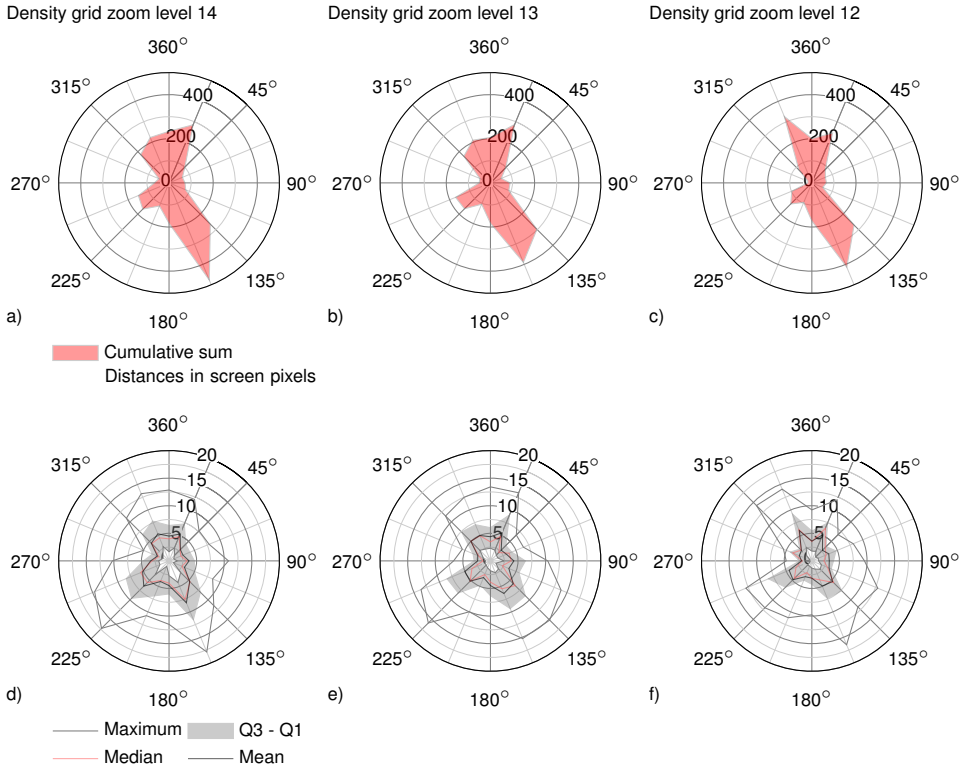 Density grid zoom level 14
Density grid zoom level 13
Density grid zoom level 12
360° 360° 360°
315° 45° 315° 45° 315° 45°
400 400 400
200 200 200
270° 0 90° 270° 0 90° 270° 0 90°
225° 135° 225° 135° 225° 135°
180° 180° 180°
a) b) c)
Cumulative sum
Distances in screen pixels
360° 360° 360°
20 20 20
315° 45° 315° 45° 315° 45°
15 15 15
10 10 10
5 5 5
270° 90° 270° 90° 270° 90°
225° 135° 225° 135° 225° 135°
180° 180° 180°
d) e) f)
Maximum Q3 - Q1
Median Mean